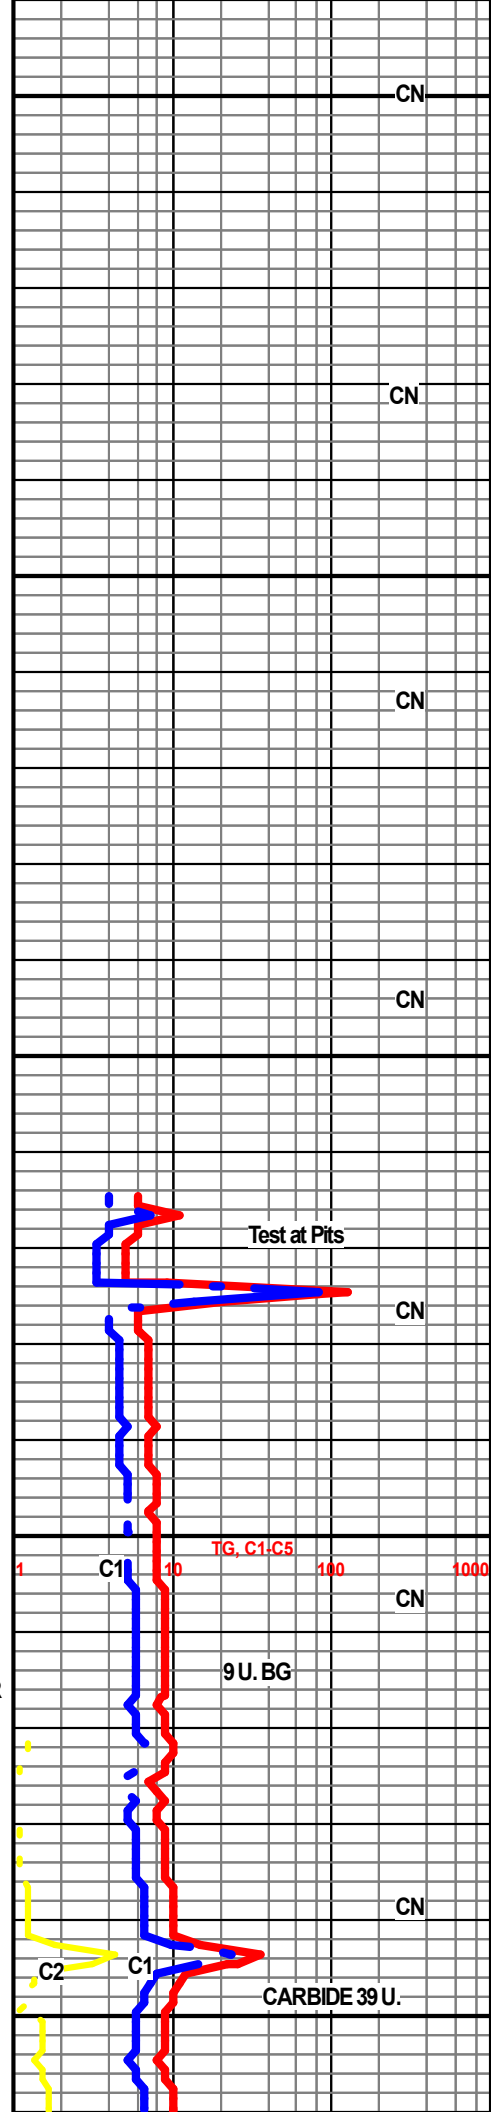 CN
CN
CN
CN
Test at Pits
CN
TG, C1-C5
1 C1 10 100 1000
CN
9 U. BG
CN
C2 C1
CARBIDE 39 U.